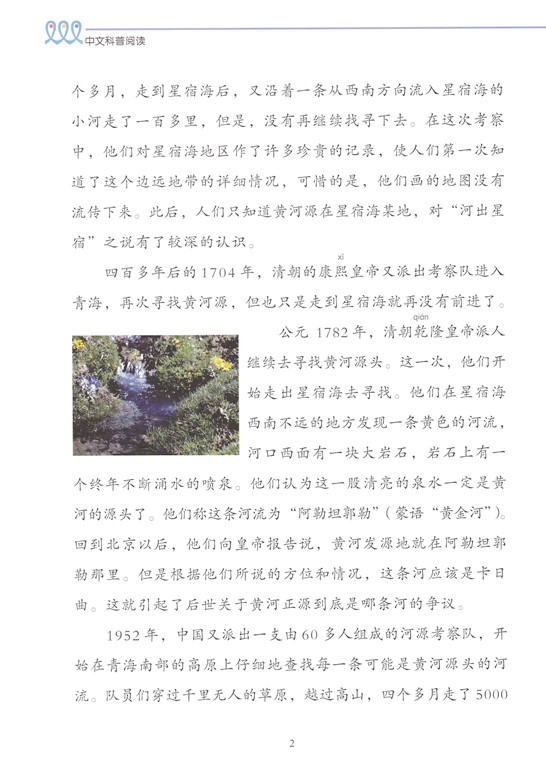 中文科普阅读
个多月，走到星宿海后，又沿着一条从西南方向流入星宿海的
小河走了一百多里，但是，没有再继续找寻下去。在这次考察
中，他们对星宿海地区作了许多珍贵的记录，使人们第一次知
道了这个边远地带的详细情况，可惜的是，他们画的地图没有
流传下来。此后，人们只知道黄河源在星宿海某地，对“河出星
宿”之说有了较深的认识。
xī
四百多年后的1704年，清朝的康熙皇帝又派出考察队进入
青海，再次寻找黄河源，但也只是走到星宿海就再没有前进了。
qián
公元 1782年，清朝乾隆皇帝派人
继续去寻找黄河源头。这一次，他们开
始走出星宿海去寻找。他们在星宿海
西南不远的地方发现一条黄色的河流，
河口西面有一块大岩石，岩石上有一
个终年不断涌水的喷泉。他们认为这一股清亮的泉水一定是黄
河的源头了。他们称这条河流为“阿勒坦郭勒”（蒙语“黄金河”）。
回到北京以后，他们向皇帝报告说，黄河发源地就在阿勒坦郭
勒那里。但是根据他们所说的方位和情况，这条河应该是卡日
曲。这就引起了后世关于黄河正源到底是哪条河的争议。
1952年，中国又派出一支由60多人组成的河源考察队，开
始在青海南部的高原上仔细地查找每一条可能是黄河源头的河
流。队员们穿过千里无人的草原，越过高山，四个多月走了5000
2